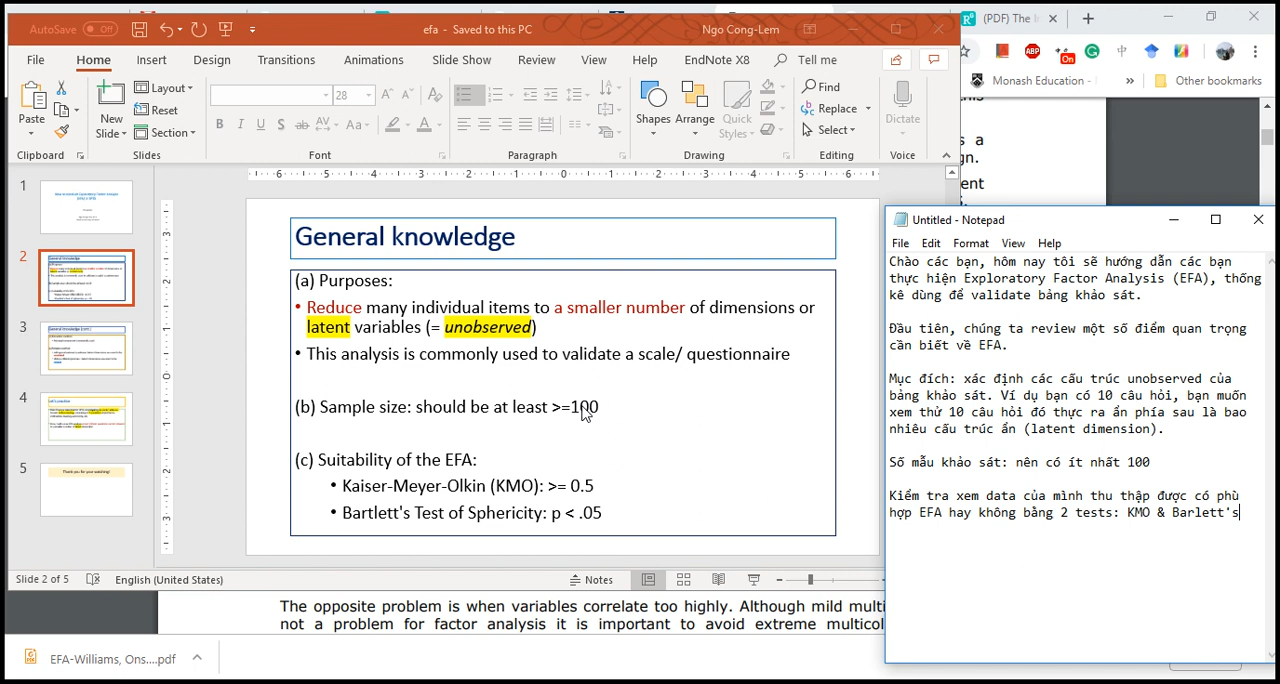 AutoSave
Off
efa - Saved to this PC
Ngo Cong-Lem
(PDF) The I
File
Home
Insert
Design
Transitions
Animations
Slide Show
Review
View
Help
EndNote X8
Tell me
ABP
On
Monash Education -
»
Other bookmarks
Paste
New
Slide
Layout
Reset
Section
28
Shapes
Arrange
Quick
Styles
Find
Replace
Select
Dictate
Clipboard
Slides
Font
Paragraph
Drawing
Editing
Voice
s a
gn.
ent
1
2
3
4
5
Thank you for your watching!
General knowledge
(a) Purposes:
• Reduce many individual items to a smaller number of dimensions or
latent variables (= unobserved)
• This analysis is commonly used to validate a scale/ questionnaire
(b) Sample size: should be at least >=100
(c) Suitability of the EFA:
• Kaiser-Meyer-Olkin (KMO): >= 0.5
• Bartlett's Test of Sphericity: p < .05
Untitled - Notepad
File Edit Format View Help
Chào các bạn, hôm nay tôi sẽ hướng dẫn các bạn
thực hiện Exploratory Factor Analysis (EFA), thống
kê dùng để validate bảng khảo sát.
Đầu tiên, chúng ta review một số điểm quan trọng
cần biết về EFA.
Mục đích: xác định các cấu trúc unobserved của
bảng khảo sát. Ví dụ bạn có 10 câu hỏi, bạn muốn
xem thử 10 câu hỏi đó thực ra ẩn phía sau là bao
nhiêu cấu trúc ẩn (latent dimension).
Số mẫu khảo sát: nên có ít nhất 100
Kiểm tra xem data của mình thu thập được có phù
hợp EFA hay không bằng 2 tests: KMO & Barlett's
Slide 2 of 5
English (United States)
Notes
The opposite problem is when variables correlate too highly. Although mild multi
not a problem for factor analysis it is important to avoid extreme multicol
EFA-Williams, Ons....pdf